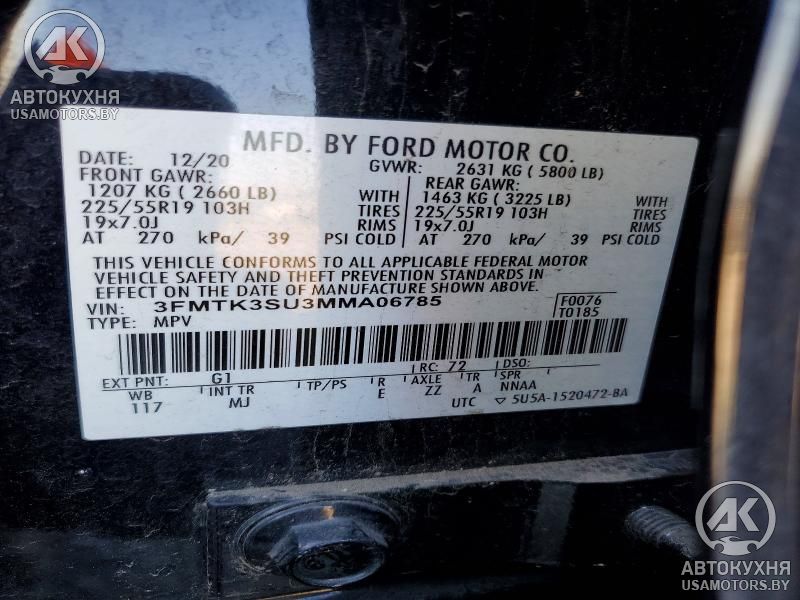 АК
АВТОКУХНЯ
USAMOTORS.BY
MFD. BY FORD MOTOR CO.
DATE: 12/20 GVWR: 2631 KG ( 5800 LB)
FRONT GAWR: REAR GAWR:
1207 KG ( 2660 LB) WITH 1463 KG ( 3225 LB) WITH
225/55R19 103H TIRES 225/55R19 103H TIRES
19x7.0J RIMS 19x7.0J RIMS
AT 270 kPa/ 39 PSI COLD AT 270 kPa/ 39 PSI COLD
THIS VEHICLE CONFORMS TO ALL APPLICABLE FEDERAL MOTOR
VEHICLE SAFETY AND THEFT PREVENTION STANDARDS IN
EFFECT ON THE DATE OF MANUFACTURE SHOWN ABOVE.
VIN: 3FMTK3SU3MMA06785 F0076
TYPE: MPV T0185
EXT PNT: G1 RC: 72 DSO:
WB INT TR TP/PS R AXLE TR SPR
117 MJ E ZZ A NNAA
UTC ▽ 5U5A-1520472-BA
АК
АВТОКУХНЯ
USAMOTORS.BY